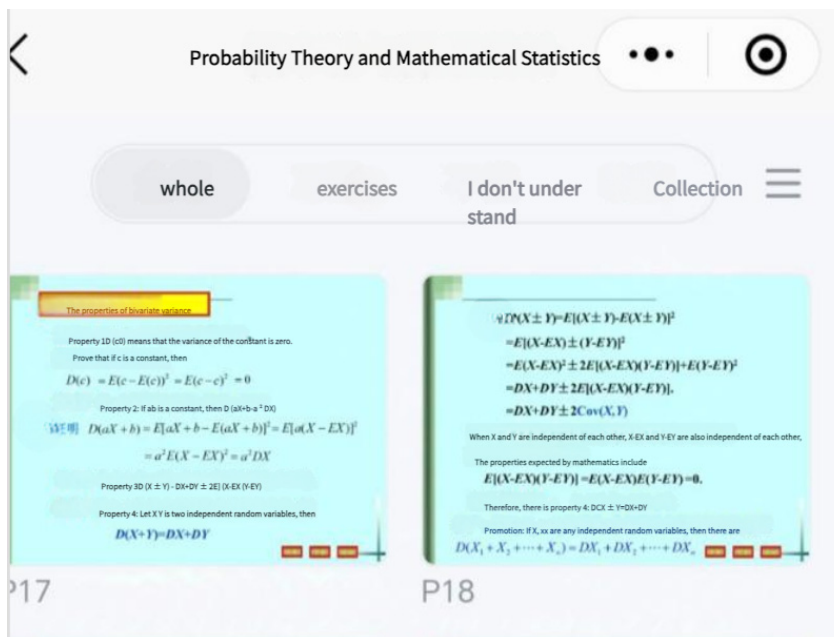 Probability Theory and Mathematical Statistics
whole
exercises
I don't under
stand
Collection
The properties of bivariate variance
Property 1D (c0) means that the variance of the constant is zero.
Prove that if c is a constant, then
D(c) = E(c − E(c))² = E(c − c)² = 0
Property 2: If ab is a constant, then D (aX+b-a ² DX)
证明 D(aX + b) = E[aX + b − E(aX + b)]² = E[a(X − EX)]²
= a²E(X − EX)² = a²DX
Property 3D (X ± Y) - DX+DY ± 2E] (X-EX (Y-EY)
Property 4: Let X Y is two independent random variables, then
D(X+Y)=DX+DY
P17
D(X± Y)=E[(X± Y)-E(X± Y)]²
=E[(X-EX)±(Y-EY)]²
=E(X-EX)²±2E[(X-EX)(Y-EY)]+E(Y-EY)²
=DX+DY±2E[(X-EX)(Y-EY)].
=DX+DY±2Cov(X,Y)
When X and Y are independent of each other, X-EX and Y-EY are also independent of each other,
The properties expected by mathematics include
E[(X-EX)(Y-EY)]=E(X-EX)E(Y-EY)=0.
Therefore, there is property 4: DCX ± Y=DX+DY
Promotion: If X, xx are any independent random variables, then there are
D(X₁ + X₂ + ··· + Xₙ) = DX₁ + DX₂ + ··· + DXₙ
P18